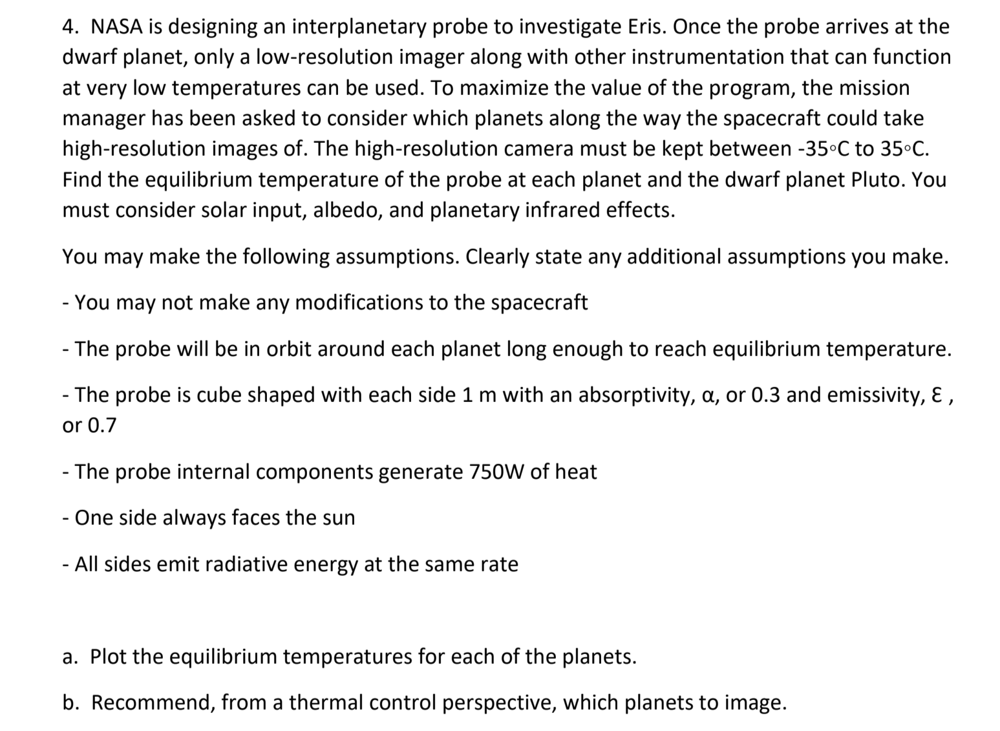 4. NASA is designing an interplanetary probe to investigate Eris. Once the probe arrives at the
dwarf planet, only a low-resolution imager along with other instrumentation that can function
at very low temperatures can be used. To maximize the value of the program, the mission
manager has been asked to consider which planets along the way the spacecraft could take
high-resolution images of. The high-resolution camera must be kept between -35◦C to 35◦C.
Find the equilibrium temperature of the probe at each planet and the dwarf planet Pluto. You
must consider solar input, albedo, and planetary infrared effects.
You may make the following assumptions. Clearly state any additional assumptions you make.
- You may not make any modifications to the spacecraft
- The probe will be in orbit around each planet long enough to reach equilibrium temperature.
- The probe is cube shaped with each side 1 m with an absorptivity, α, or 0.3 and emissivity, Ɛ ,
or 0.7
- The probe internal components generate 750W of heat
- One side always faces the sun
- All sides emit radiative energy at the same rate
a. Plot the equilibrium temperatures for each of the planets.
b. Recommend, from a thermal control perspective, which planets to image.